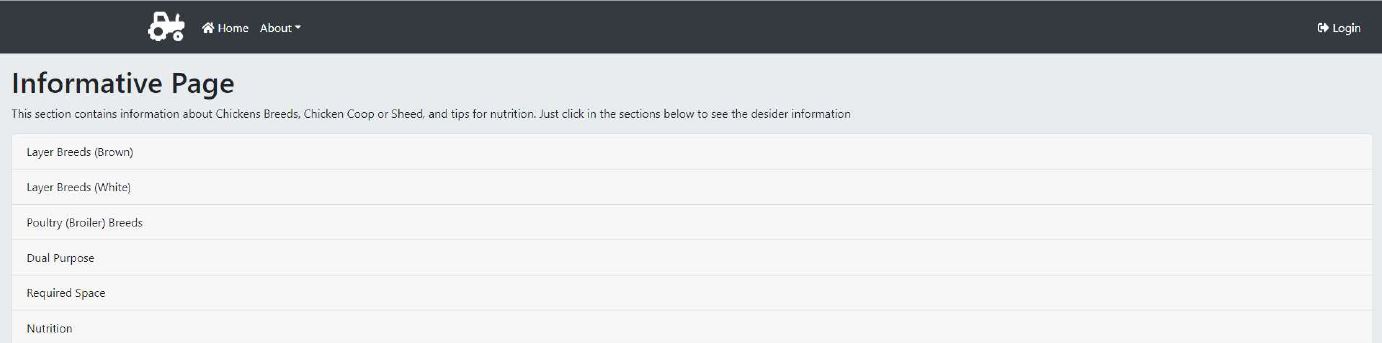 Home About Login
Informative Page
This section contains information about Chickens Breeds, Chicken Coop or Sheed, and tips for nutrition. Just click in the sections below to see the desider information
Layer Breeds (Brown)
Layer Breeds (White)
Poultry (Broiler) Breeds
Dual Purpose
Required Space
Nutrition